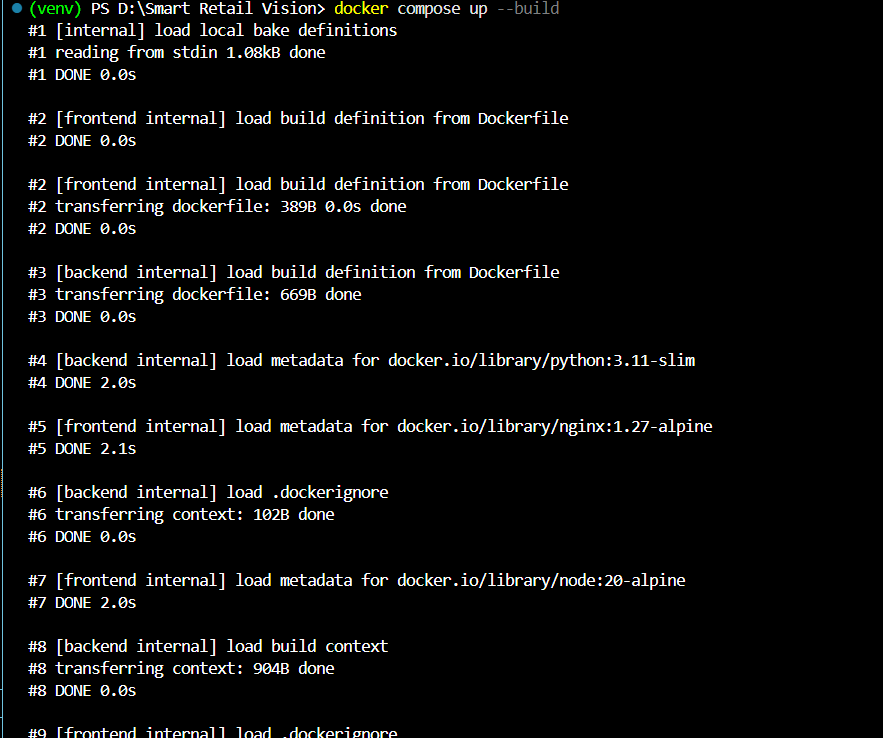 (venv) PS D:\Smart Retail Vision> docker compose up --build
#1 [internal] load local bake definitions
#1 reading from stdin 1.08kB done
#1 DONE 0.0s
#2 [frontend internal] load build definition from Dockerfile
#2 DONE 0.0s
#2 [frontend internal] load build definition from Dockerfile
#2 transferring dockerfile: 389B 0.0s done
#2 DONE 0.0s
#3 [backend internal] load build definition from Dockerfile
#3 transferring dockerfile: 669B done
#3 DONE 0.0s
#4 [backend internal] load metadata for docker.io/library/python:3.11-slim
#4 DONE 2.0s
#5 [frontend internal] load metadata for docker.io/library/nginx:1.27-alpine
#5 DONE 2.1s
#6 [backend internal] load .dockerignore
#6 transferring context: 102B done
#6 DONE 0.0s
#7 [frontend internal] load metadata for docker.io/library/node:20-alpine
#7 DONE 2.0s
#8 [backend internal] load build context
#8 transferring context: 904B done
#8 DONE 0.0s
#9 [frontend internal] load .dockerignore